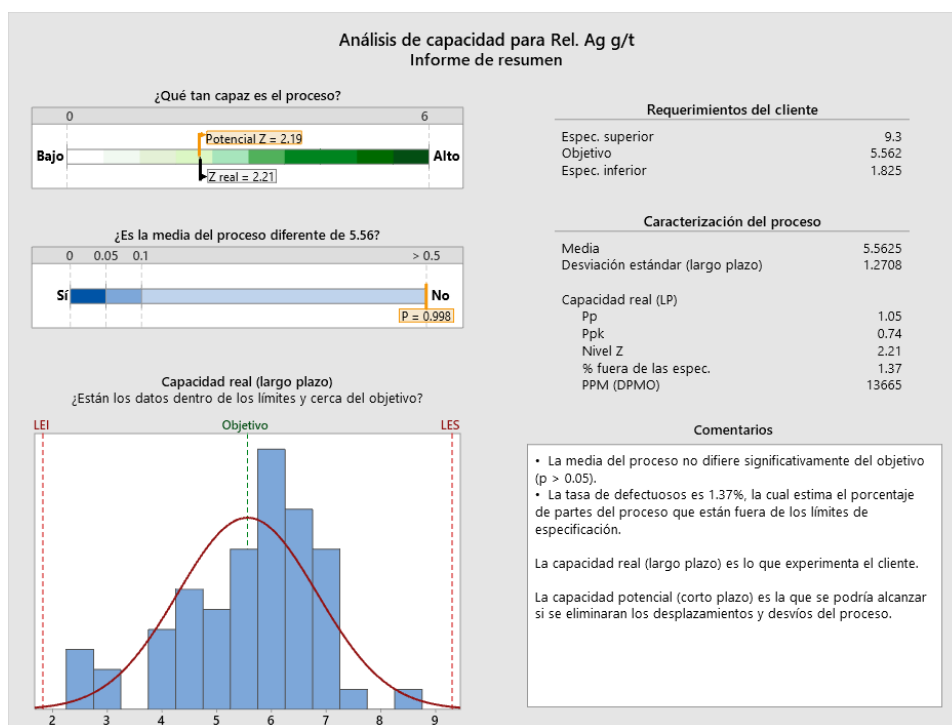 Análisis de capacidad para Rel. Ag g/t
Informe de resumen
¿Qué tan capaz es el proceso?
0 6
Potencial Z = 2.19
Bajo Alto
Z real = 2.21
¿Es la media del proceso diferente de 5.56?
0 0.05 0.1 > 0.5
Sí No
P = 0.998
Capacidad real (largo plazo)
¿Están los datos dentro de los límites y cerca del objetivo?
LEI Objetivo LES
2 3 4 5 6 7 8 9
Requerimientos del cliente
Espec. superior 9.3
Objetivo 5.562
Espec. inferior 1.825
Caracterización del proceso
Media 5.5625
Desviación estándar (largo plazo) 1.2708
Capacidad real (LP)
Pp 1.05
Ppk 0.74
Nivel Z 2.21
% fuera de las espec. 1.37
PPM (DPMO) 13665
Comentarios
• La media del proceso no difiere significativamente del objetivo
(p > 0.05).
• La tasa de defectuosos es 1.37%, la cual estima el porcentaje
de partes del proceso que están fuera de los límites de
especificación.
La capacidad real (largo plazo) es lo que experimenta el cliente.
La capacidad potencial (corto plazo) es la que se podría alcanzar
si se eliminaran los desplazamientos y desvíos del proceso.